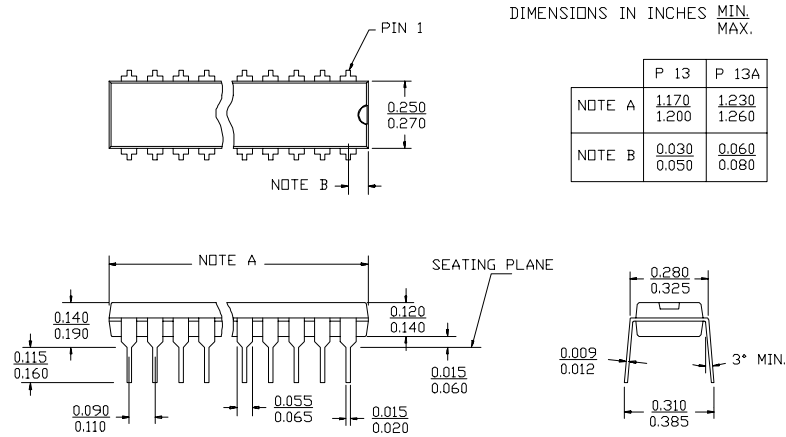 DIMENSIONS IN INCHES MIN.
MAX.
PIN 1
P 13 P 13A
NOTE A 1.170 1.230
1.200 1.260
NOTE B 0.030 0.060
0.050 0.080
0.250
0.270
NOTE B
NOTE A
SEATING PLANE
0.280
0.325
0.140
0.190
0.120
0.140
0.115
0.160
0.015
0.060
0.009
0.012
3° MIN.
0.090
0.110
0.055
0.065
0.015
0.020
0.310
0.385